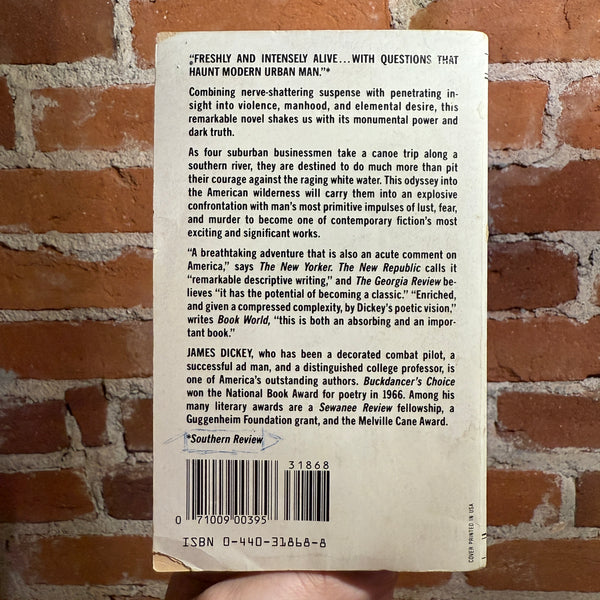 *"FRESHLY AND INTENSELY ALIVE...WITH QUESTIONS THAT
HAUNT MODERN URBAN MAN."*
Combining nerve-shattering suspense with penetrating in-
sight into violence, manhood, and elemental desire, this
remarkable novel shakes us with its monumental power and
dark truth.
As four suburban businessmen take a canoe trip along a
southern river, they are destined to do much more than pit
their courage against the raging white water. This odyssey into
the American wilderness will carry them into an explosive
confrontation with man's most primitive impulses of lust, fear,
and murder to become one of contemporary fiction's most
exciting and significant works.
"A breathtaking adventure that is also an acute comment on
America," says The New Yorker. The New Republic calls it
"remarkable descriptive writing," and The Georgia Review be-
lieves "it has the potential of becoming a classic." "Enriched,
and given a compressed complexity, by Dickey's poetic vision,"
writes Book World, "this is both an absorbing and an impor-
tant book."
JAMES DICKEY, who has been a decorated combat pilot, a
successful ad man, and a distinguished college professor, is
one of America's outstanding authors. Buckdancer's Choice
won the National Book Award for poetry in 1966. Among his
many literary awards are a Sewanee Review fellowship, a
Guggenheim Foundation grant, and the Melville Cane Award.
*Southern Review
31868
0 71009 00395
ISBN 0-440-31868-8
COVER PRINTED IN USA